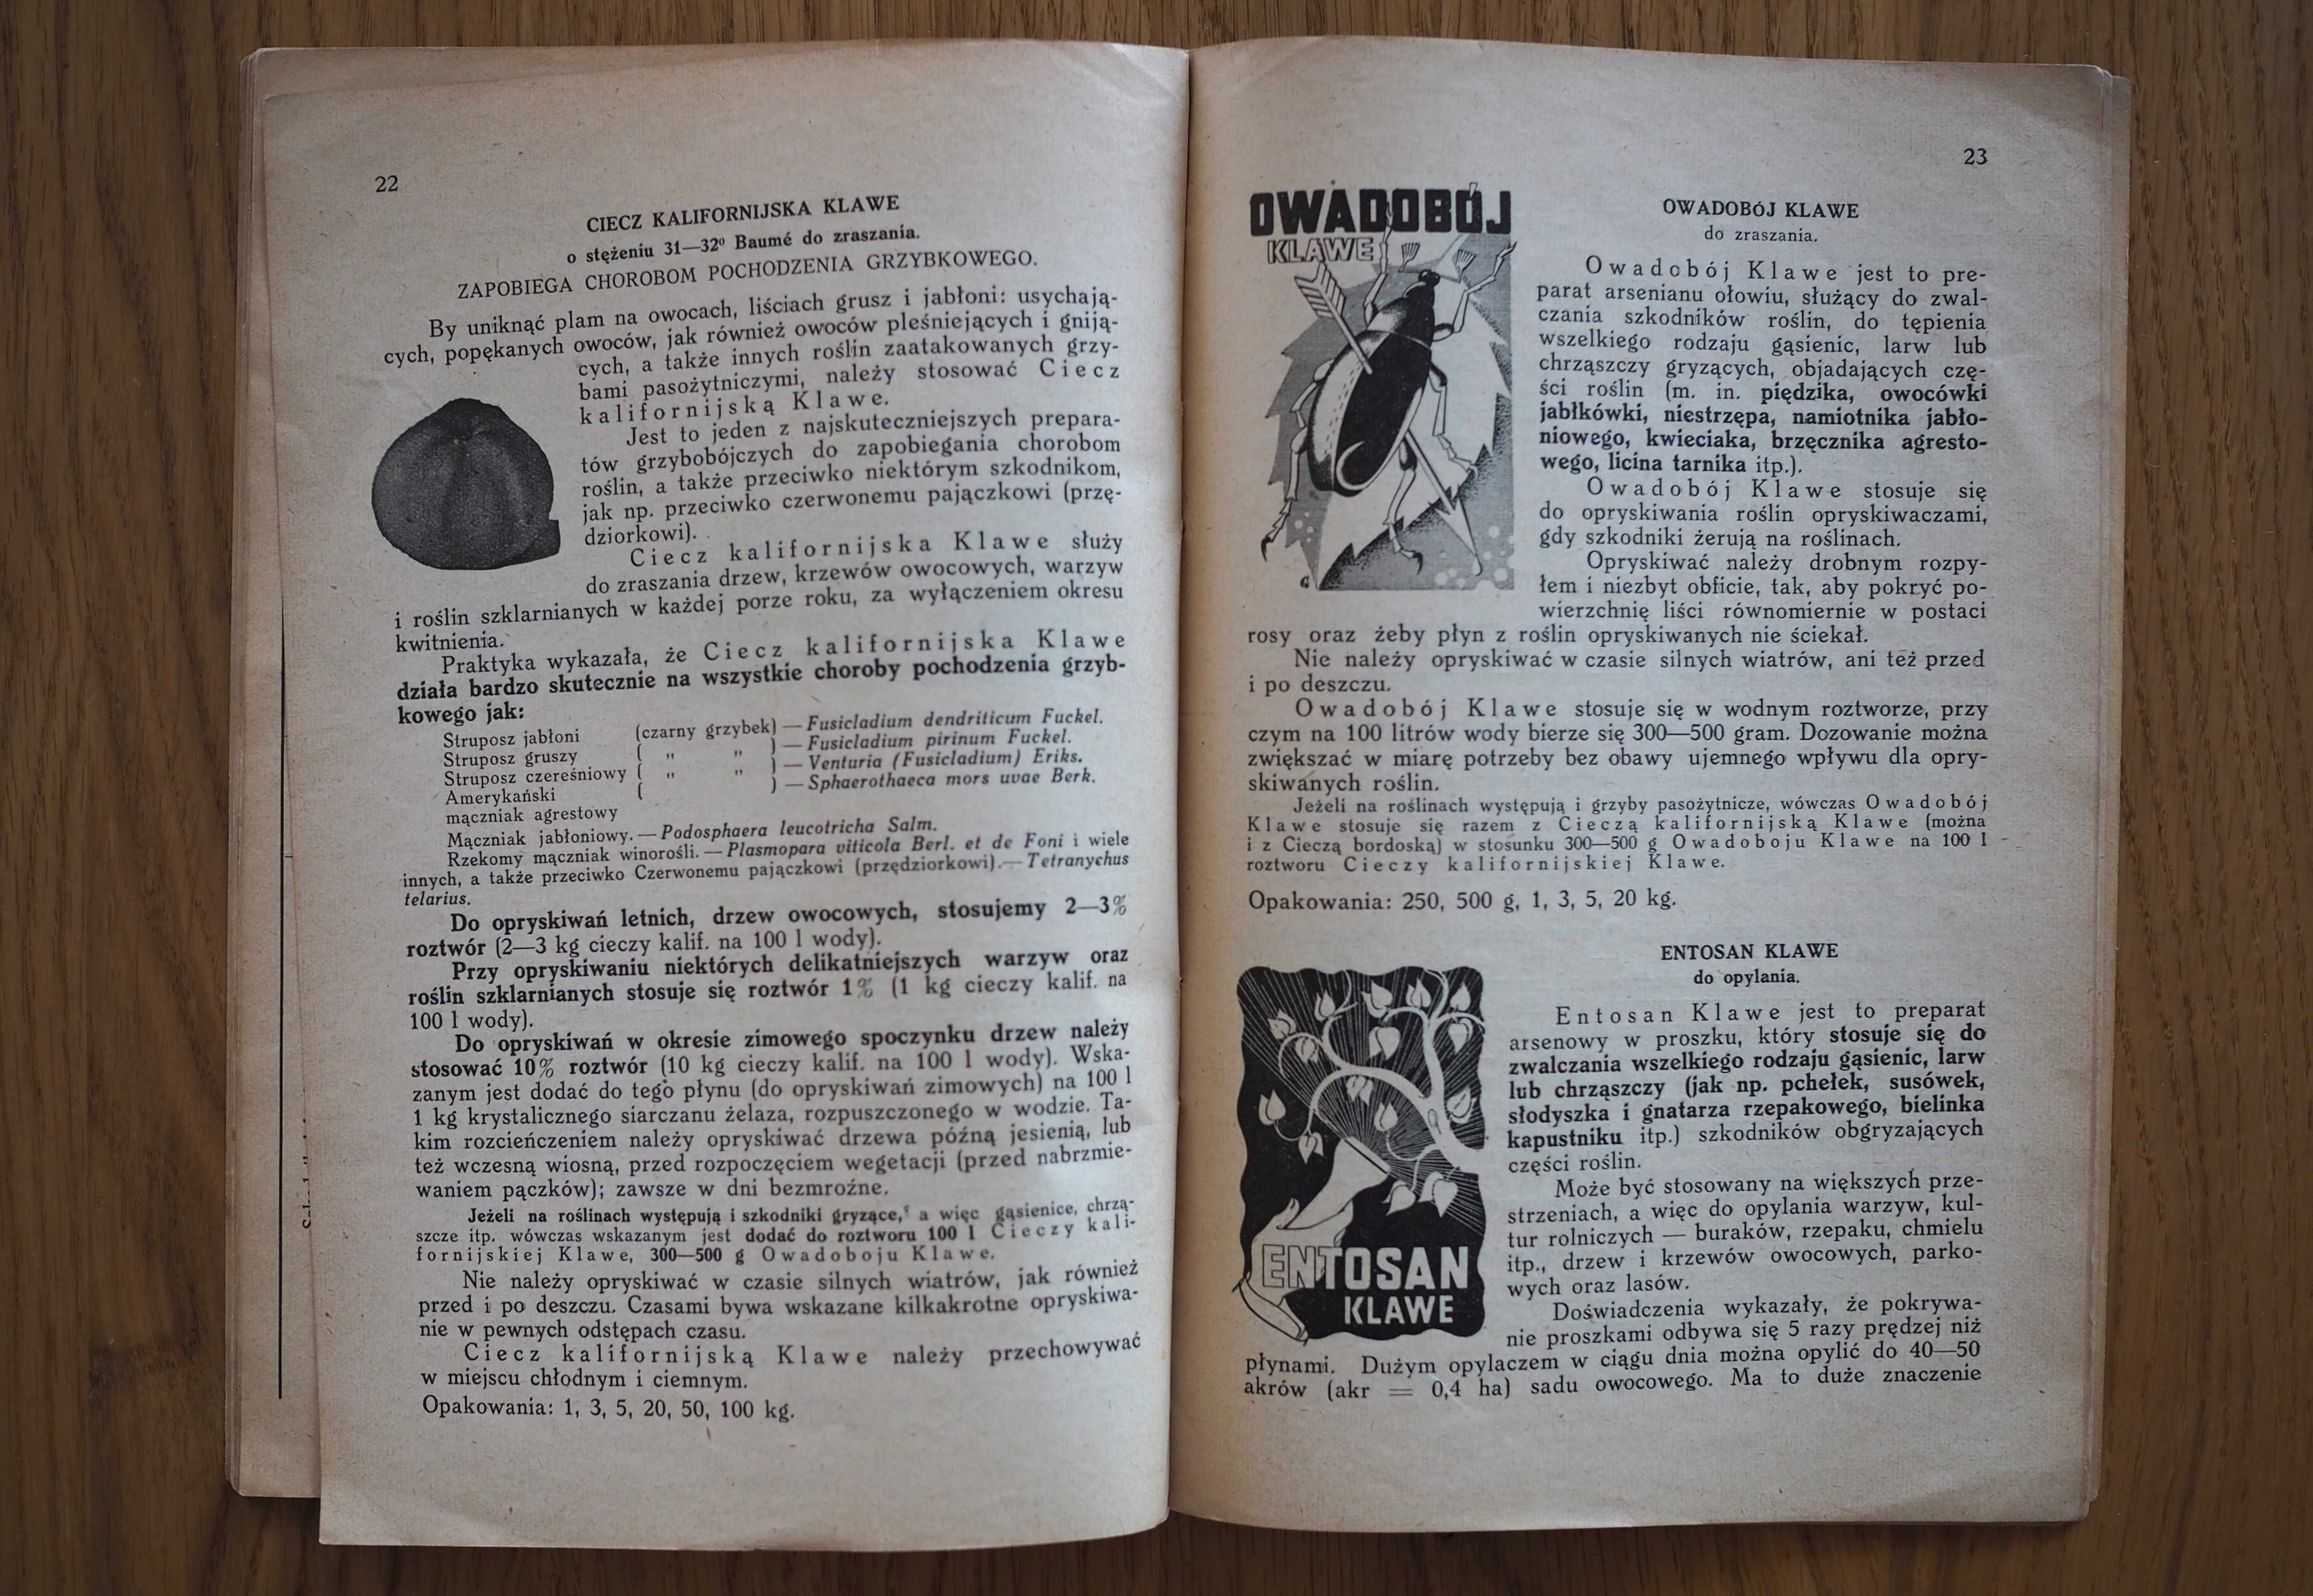 22
CIECZ KALIFORNIJSKA KLAWE
o stężeniu 31—32⁰ Baumé do zraszania.
ZAPOBIEGA CHOROBOM POCHODZENIA GRZYBKOWEGO.
By uniknąć plam na owocach, liściach grusz i jabłoni: usychają-
cych, popękanych owoców, jak również owoców pleśniejących i gniją-
cych, a także innych roślin zaatakowanych grzy-
bami pasożytniczymi, należy stosować Ciecz
kalifornijską Klawe.
Jest to jeden z najskuteczniejszych prepara-
tów grzybobójczych do zapobiegania chorobom
roślin, a także przeciwko niektórym szkodnikom,
jak np. przeciwko czerwonemu pajączkowi (przę-
dziorkowi).
Ciecz kalifornijska Klawe służy
do zraszania drzew, krzewów owocowych, warzyw
i roślin szklarnianych w każdej porze roku, za wyłączeniem okresu
kwitnienia.
Praktyka wykazała, że Ciecz kalifornijska Klawe
działa bardzo skutecznie na wszystkie choroby pochodzenia grzyb-
kowego jak:
Struposz jabłoni (czarny grzybek) — Fusicladium dendriticum Fuckel.
Struposz gruszy ( " " ) — Fusicladium pirinum Fuckel.
Struposz czereśniowy ( " " ) — Venturia (Fusicladium) Eriks.
Amerykański ( ) — Sphaerothaeca mors uvae Berk.
mączniak agrestowy
Mączniak jabłoniowy. — Podosphaera leucotricha Salm.
Rzekomy mączniak winorośli. — Plasmopara viticola Berl. et de Foni i wiele
innych, a także przeciwko Czerwonemu pajączkowi (przędziorkowi). — Tetranychus
telarius.
Do opryskiwań letnich, drzew owocowych, stosujemy 2—3%
roztwór (2—3 kg cieczy kalif. na 100 l wody).
Przy opryskiwaniu niektórych delikatniejszych warzyw oraz
roślin szklarnianych stosuje się roztwór 1% (1 kg cieczy kalif. na
100 l wody).
Do opryskiwań w okresie zimowego spoczynku drzew należy
stosować 10% roztwór (10 kg cieczy kalif. na 100 l wody). Wska-
zanym jest dodać do tego płynu (do opryskiwań zimowych) na 100 l
1 kg krystalicznego siarczanu żelaza, rozpuszczonego w wodzie. Ta-
kim rozcieńczeniem należy opryskiwać drzewa późną jesienią, lub
też wczesną wiosną, przed rozpoczęciem wegetacji (przed nabrzmie-
waniem pączków); zawsze w dni bezmroźne.
Jeżeli na roślinach występują i szkodniki gryzące, a więc gąsienice, chrzą-
szcze itp. wówczas wskazanym jest dodać do roztworu 100 l Cieczy kali-
fornijskiej Klawe, 300—500 g Owadoboju Klawe.
Nie należy opryskiwać w czasie silnych wiatrów, jak również
przed i po deszczu. Czasami bywa wskazane kilkakrotne opryskiwa-
nie w pewnych odstępach czasu.
Ciecz kalifornijską Klawe należy przechowywać
w miejscu chłodnym i ciemnym.
Opakowania: 1, 3, 5, 20, 50, 100 kg.
23
OWADOBÓJ
KLAWE
OWADOBÓJ KLAWE
do zraszania.
Owadobój Klawe jest to pre-
parat arsenianu ołowiu, służący do zwal-
czania szkodników roślin, do tępienia
wszelkiego rodzaju gąsienic, larw lub
chrząszczy gryzących, objadających czę-
ści roślin (m. in. piędzika, owocówki
jabłkówki, niestrzępa, namiotnika jabło-
niowego, kwieciaka, brzęcznika agresto-
wego, licina tarnika itp.).
Owadobój Klawe stosuje się
do opryskiwania roślin opryskiwaczami,
gdy szkodniki żerują na roślinach.
Opryskiwać należy drobnym rozpy-
łem i niezbyt obficie, tak, aby pokryć po-
wierzchnię liści równomiernie w postaci
rosy oraz żeby płyn z roślin opryskiwanych nie ściekał.
Nie należy opryskiwać w czasie silnych wiatrów, ani też przed
i po deszczu.
Owadobój Klawe stosuje się w wodnym roztworze, przy
czym na 100 litrów wody bierze się 300—500 gram. Dozowanie można
zwiększać w miarę potrzeby bez obawy ujemnego wpływu dla opry-
skiwanych roślin.
Jeżeli na roślinach występują i grzyby pasożytnicze, wówczas Owadobój
Klawe stosuje się razem z Cieczą kalifornijską Klawe (można
i z Cieczą bordoską) w stosunku 300—500 g Owadoboju Klawe na 100 l
roztworu Cieczy kalifornijskiej Klawe.
Opakowania: 250, 500 g, 1, 3, 5, 20 kg.
ENTOSAN KLAWE
do opylania.
Entosan Klawe jest to preparat
arsenowy w proszku, który stosuje się do
zwalczania wszelkiego rodzaju gąsienic, larw
lub chrząszczy (jak np. pchełek, susówek,
słodyszka i gnatarza rzepakowego, bielinka
kapustniku itp.) szkodników obgryzających
części roślin.
Może być stosowany na większych prze-
strzeniach, a więc do opylania warzyw, kul-
tur rolniczych — buraków, rzepaku, chmielu
itp., drzew i krzewów owocowych, parko-
wych oraz lasów.
ENTOSAN
KLAWE
Doświadczenia wykazały, że pokrywa-
nie proszkami odbywa się 5 razy prędzej niż
płynami. Dużym opylaczem w ciągu dnia można opylić do 40—50
akrów (akr = 0,4 ha) sadu owocowego. Ma to duże znaczenie